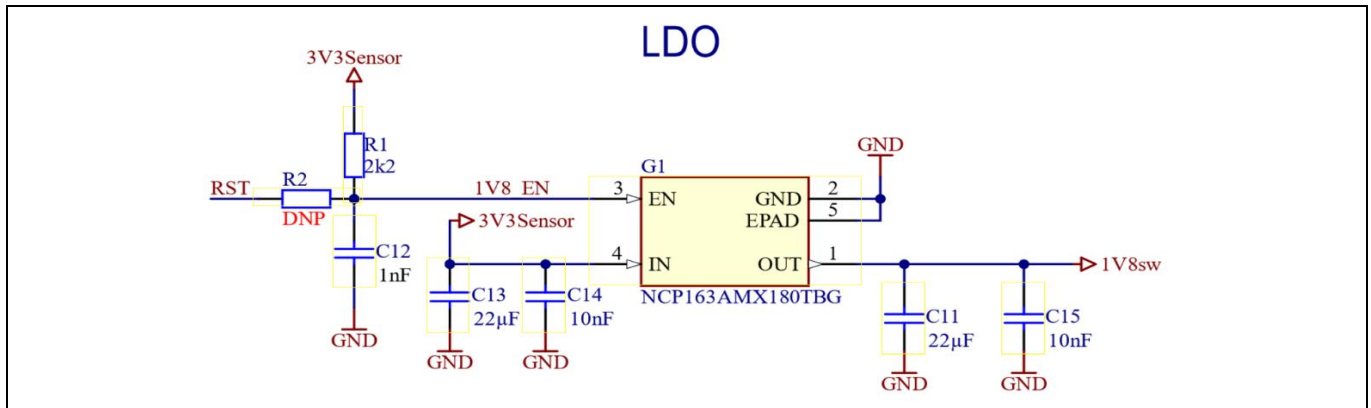 LDO
3V3Sensor
R1
2k2
RST
R2
DNP
1V8_EN
C12
1nF
GND
3V3Sensor
C13
22µF
GND
C14
10nF
GND
G1
3
EN
4
IN
GND
2
EPAD
5
OUT
1
NCP163AMX180TBG
GND
1V8sw
C11
22µF
GND
C15
10nF
GND